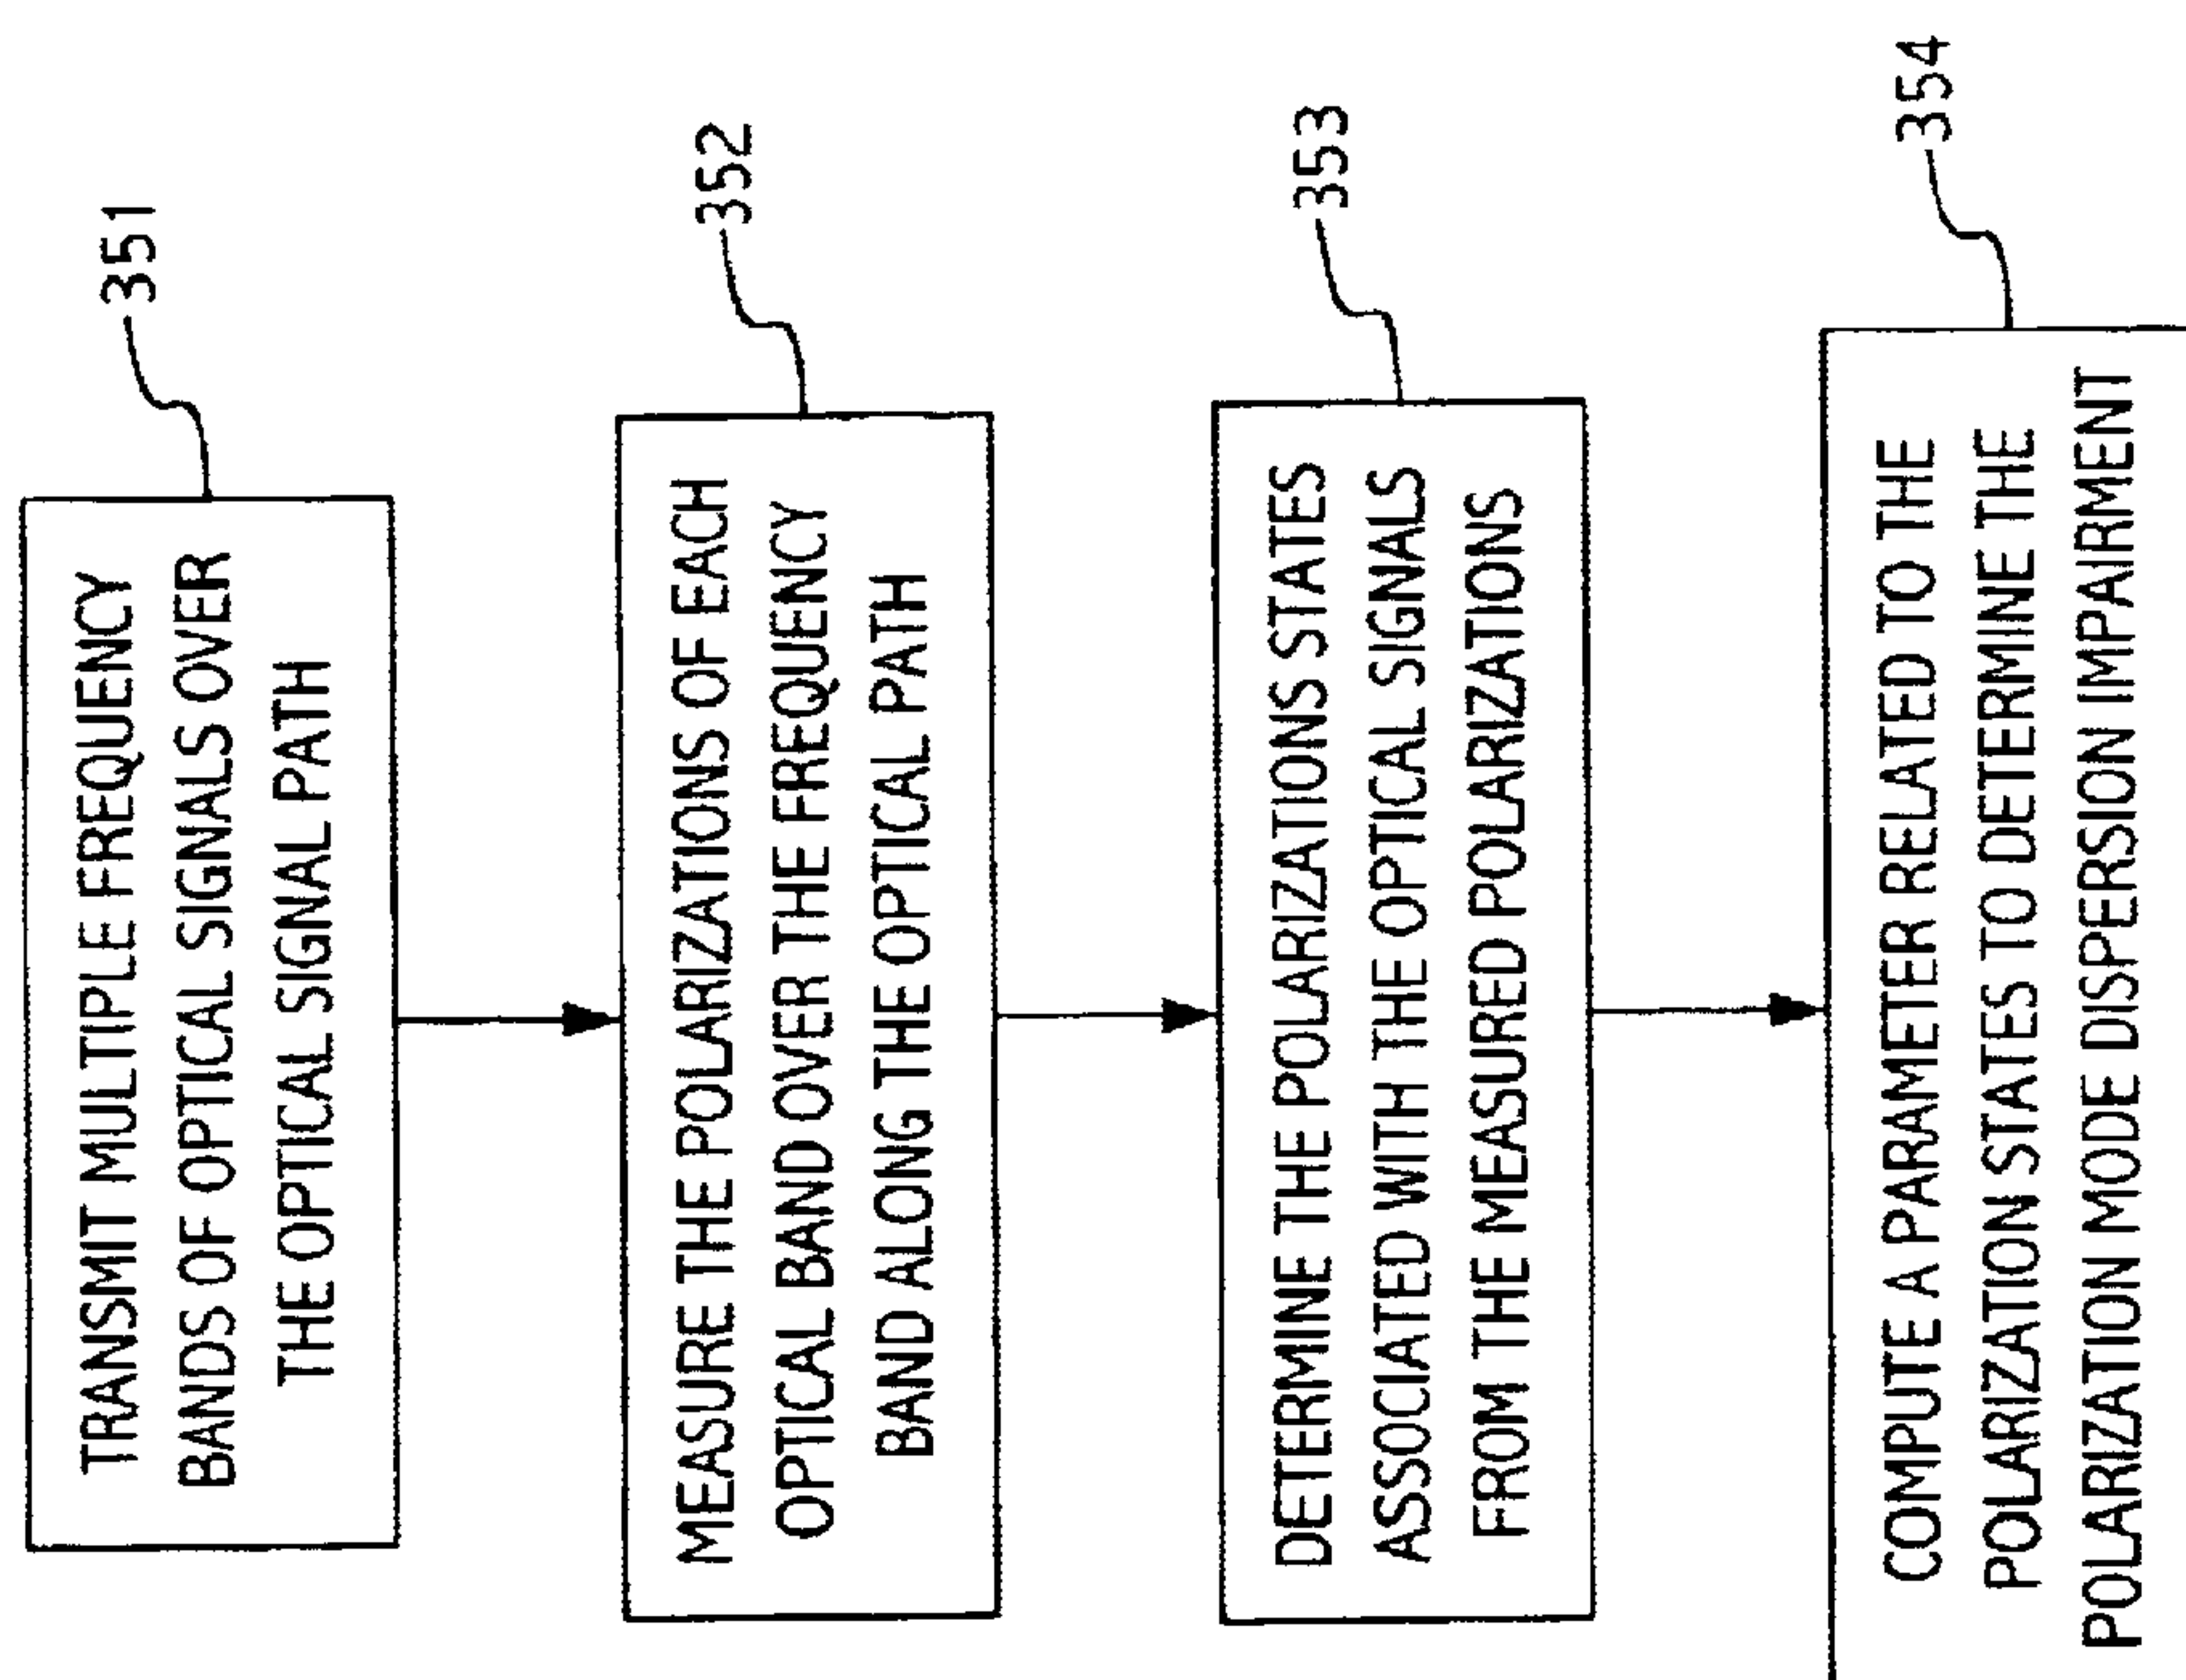 351
TRANSMIT MULTIPLE FREQUENCY
BANDS OF OPTICAL SIGNALS OVER
THE OPTICAL SIGNAL PATH
352
MEASURE THE POLARIZATIONS OF EACH
OPTICAL BAND OVER THE FREQUENCY
BAND ALONG THE OPTICAL PATH
353
DETERMINE THE POLARIZATIONS STATES
ASSOCIATED WITH THE OPTICAL SIGNALS
FROM THE MEASURED POLARIZATIONS
354
COMPUTE A PARAMETER RELATED TO THE
POLARIZATION STATES TO DETERMINE THE
POLARIZATION MODE DISPERSION IMPAIRMENT